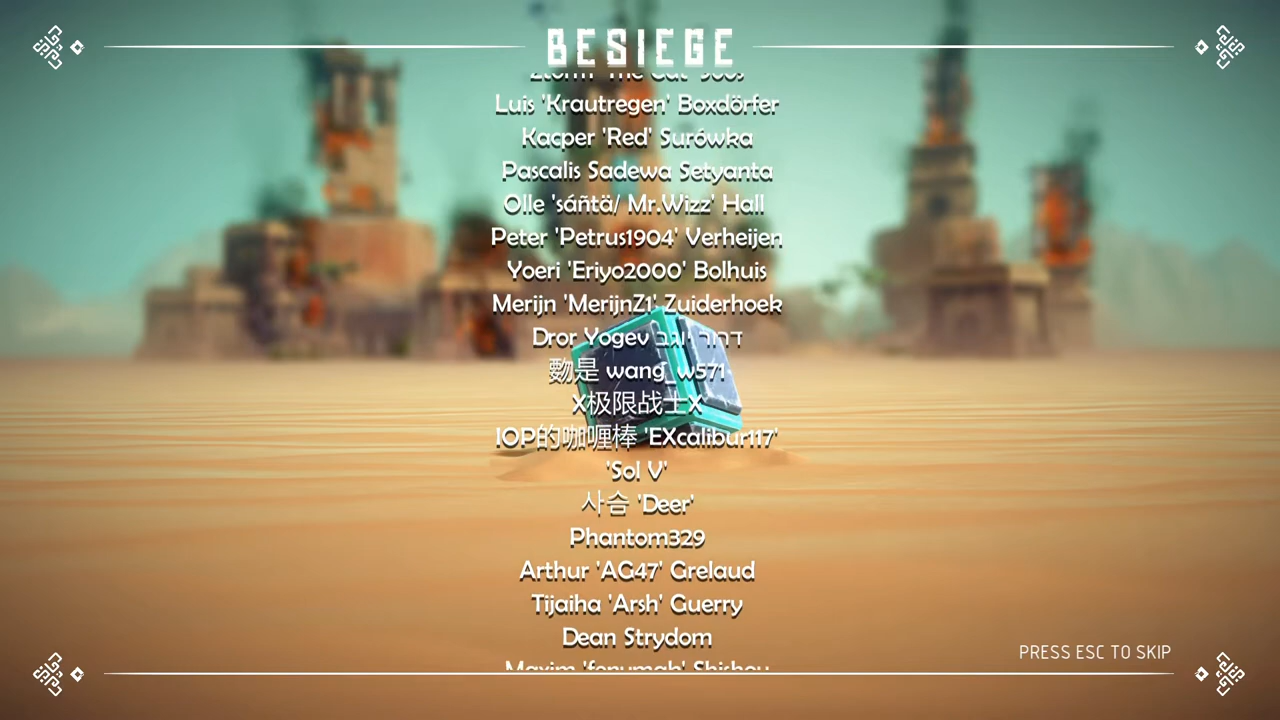 BESIEGE
Luis 'Krautregen' Boxdörfer
Kacper 'Red' Surówka
Pascalis Sadewa Setyanta
Olle 'sáñtä/ Mr.Wizz' Hall
Peter 'Petrus1904' Verheijen
Yoeri 'Eriyo2000' Bolhuis
Merijn 'MerijnZ1' Zuiderhoek
Dror Yogev דרור יוגב
覅是 wang_w571
X极限战士X
IOP的咖喱棒 'EXcalibur117'
'Sol V'
사슴 'Deer'
Phantom329
Arthur 'AG47' Grelaud
Tijaiha 'Arsh' Guerry
Dean Strydom
PRESS ESC TO SKIP